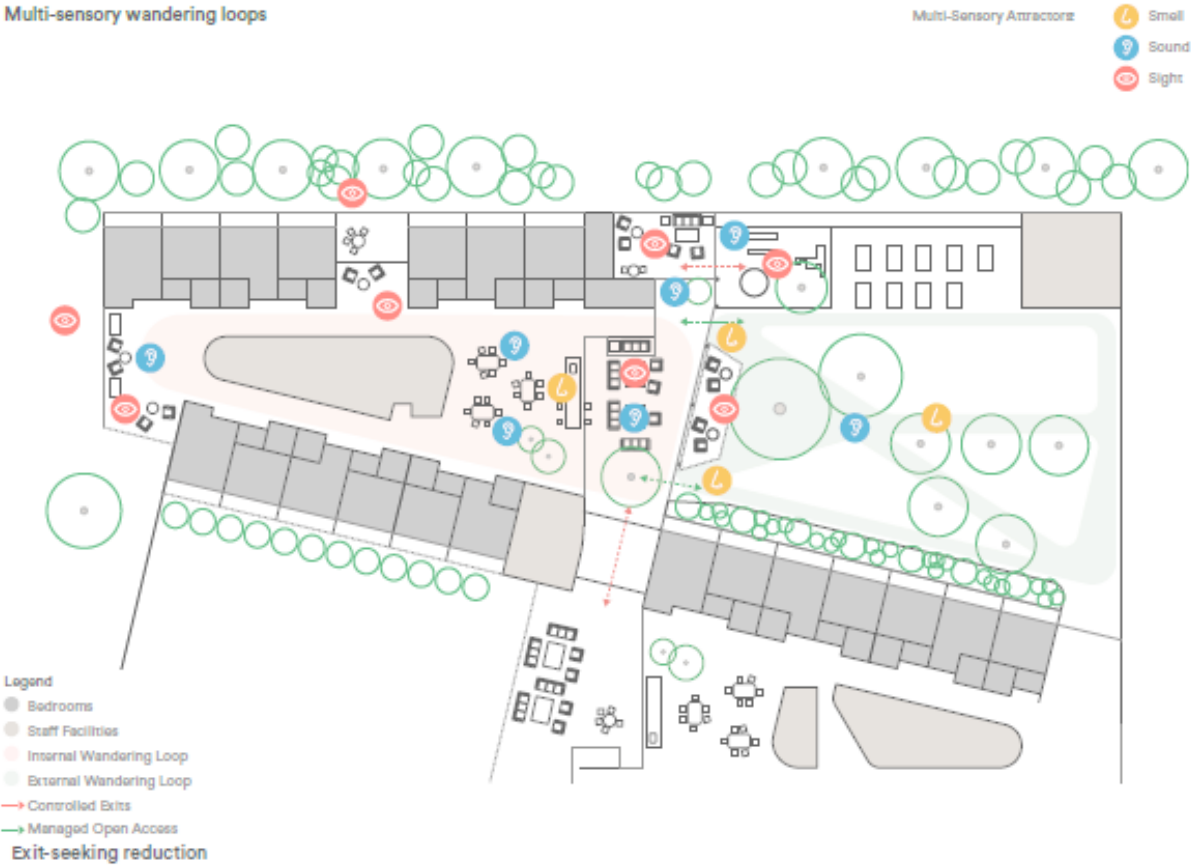 Multi-sensory wandering loops
Multi-Sensory Attractors
Smell
Sound
Sight
Legend
Bedrooms
Staff Facilities
Internal Wandering Loop
External Wandering Loop
Controlled Exits
Managed Open Access
Exit-seeking reduction